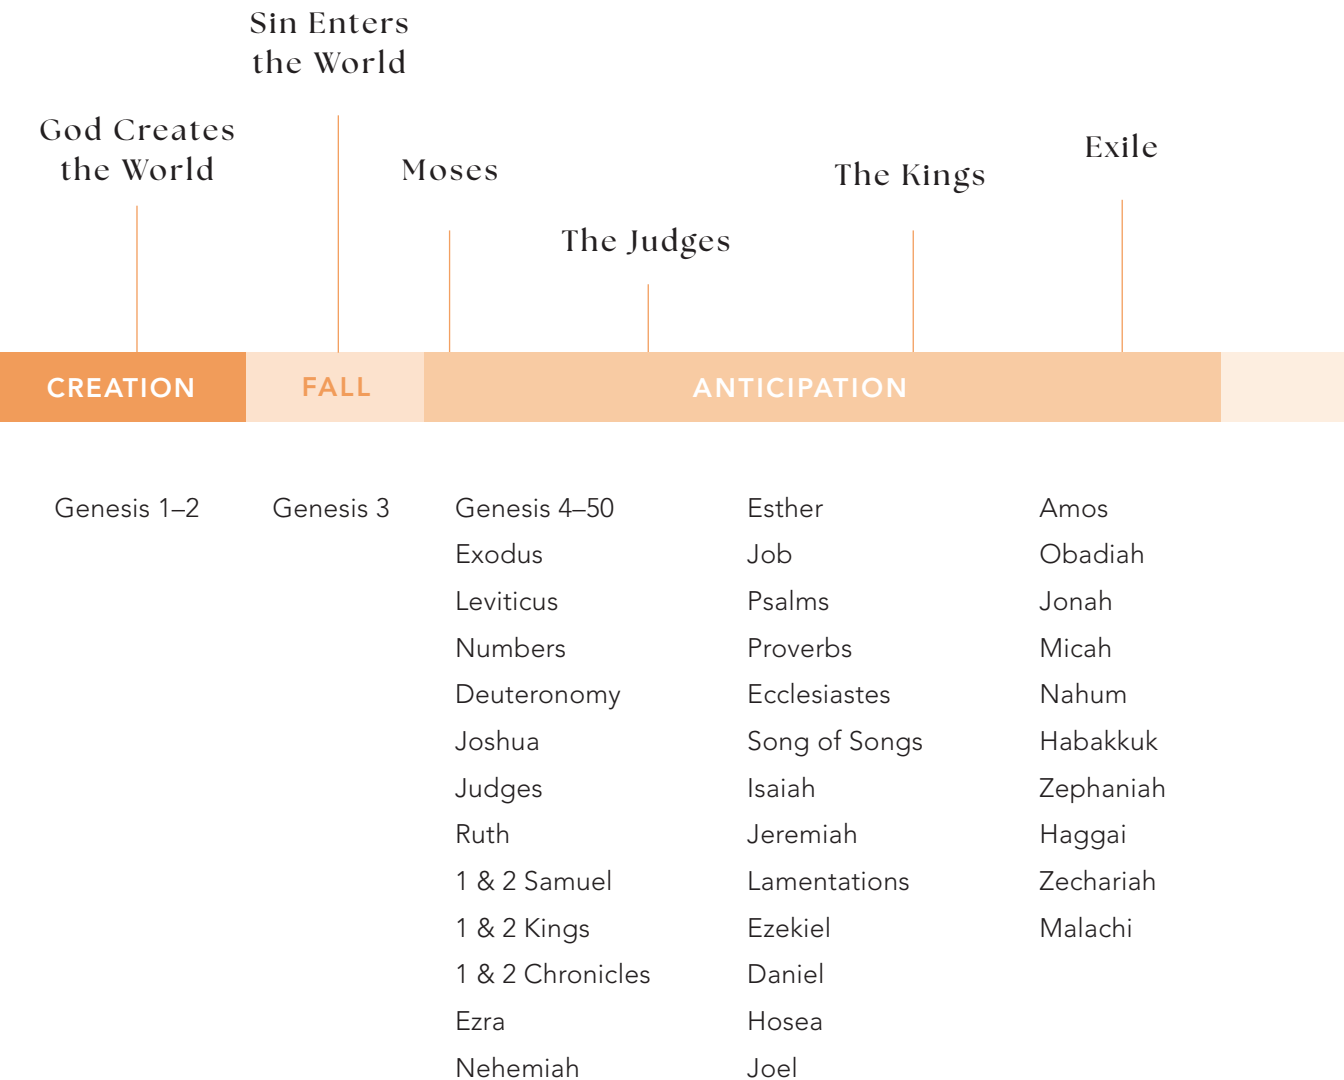 Sin Enters
the World
God Creates
the World
Moses
The Judges
The Kings
Exile
CREATION
FALL
ANTICIPATION
Genesis 1–2
Genesis 3
Genesis 4–50
Exodus
Leviticus
Numbers
Deuteronomy
Joshua
Judges
Ruth
1 & 2 Samuel
1 & 2 Kings
1 & 2 Chronicles
Ezra
Nehemiah
Esther
Job
Psalms
Proverbs
Ecclesiastes
Song of Songs
Isaiah
Jeremiah
Lamentations
Ezekiel
Daniel
Hosea
Joel
Amos
Obadiah
Jonah
Micah
Nahum
Habakkuk
Zephaniah
Haggai
Zechariah
Malachi